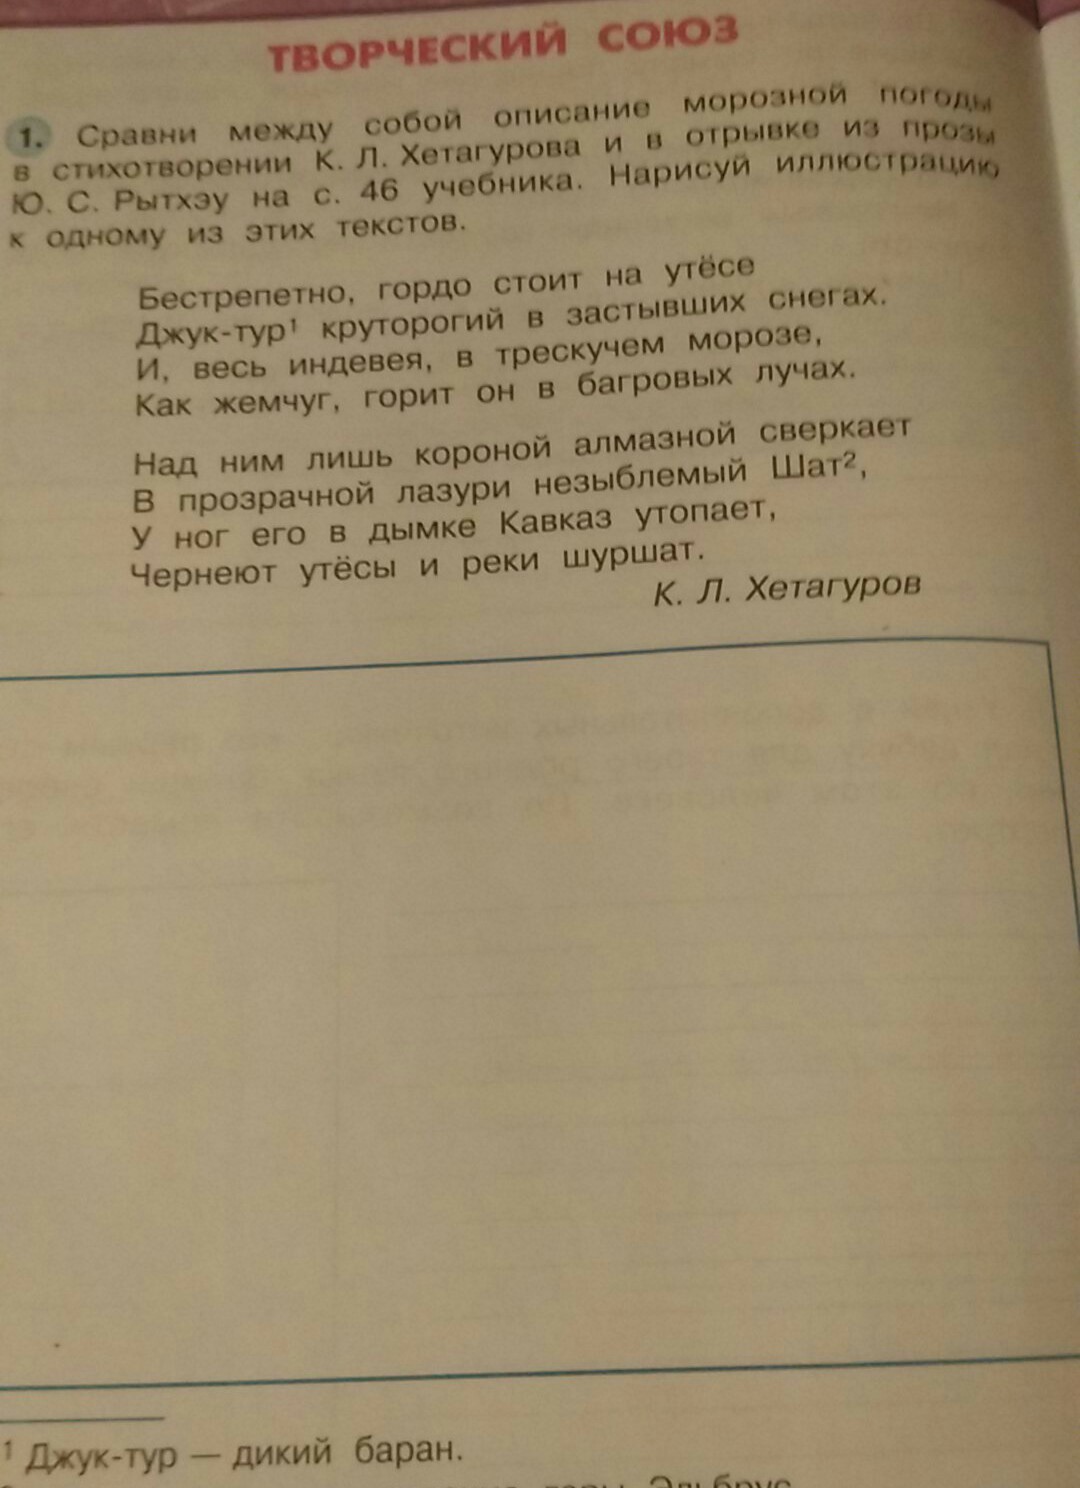 ТВОРЧЕСКИЙ СОЮЗ
1. Сравни между собой описание морозной погоды
в стихотворении К. Л. Хетагурова и в отрывке из прозы
Ю. С. Рытхэу на с. 46 учебника. Нарисуй иллюстрацию
к одному из этих текстов.
Бестрепетно, гордо стоит на утёсе
Джук-тур¹ круторогий в застывших снегах.
И, весь индевея, в трескучем морозе,
Как жемчуг, горит он в багровых лучах.
Над ним лишь короной алмазной сверкает
В прозрачной лазури незыблемый Шат²,
У ног его в дымке Кавказ утопает,
Чернеют утёсы и реки шуршат.
К. Л. Хетагуров
¹ Джук-тур — дикий баран.
горы Эльбрус